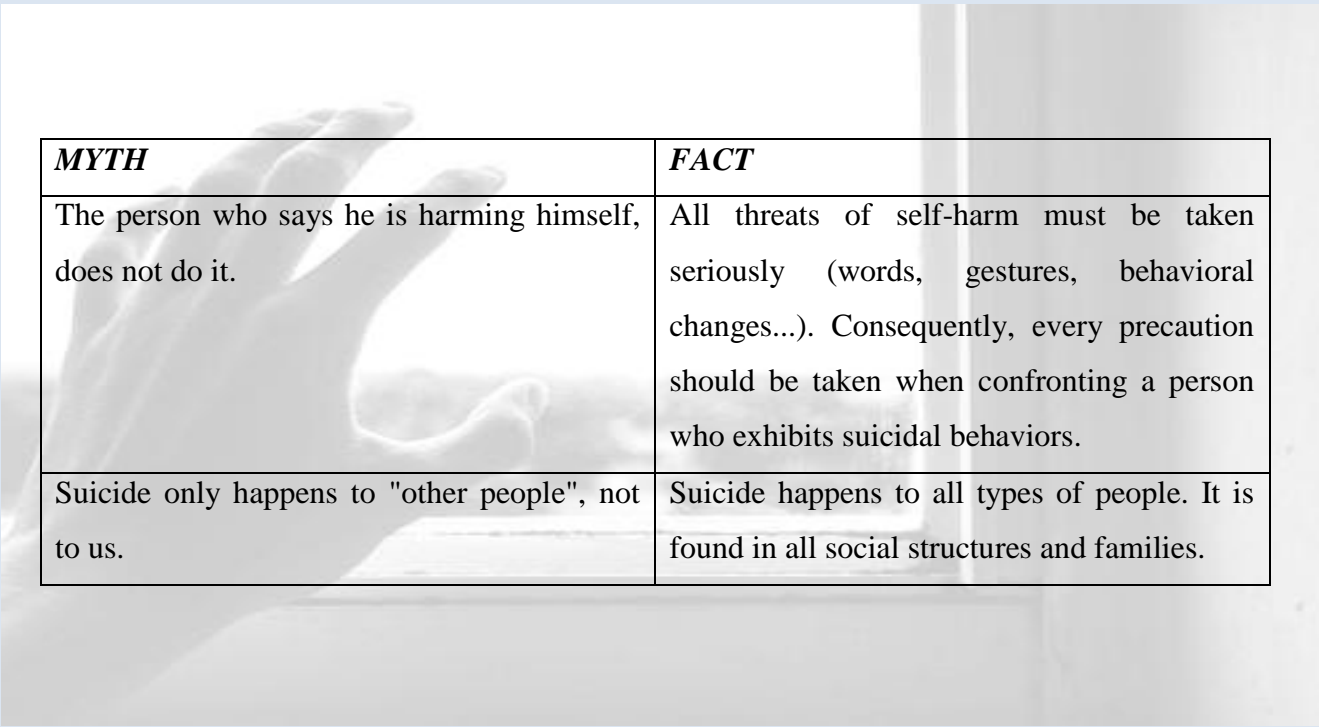 MYTH
FACT
The person who says he is harming himself,
does not do it.
All threats of self-harm must be taken
seriously (words, gestures, behavioral
changes...). Consequently, every precaution
should be taken when confronting a person
who exhibits suicidal behaviors.
Suicide only happens to "other people", not
to us.
Suicide happens to all types of people. It is
found in all social structures and families.